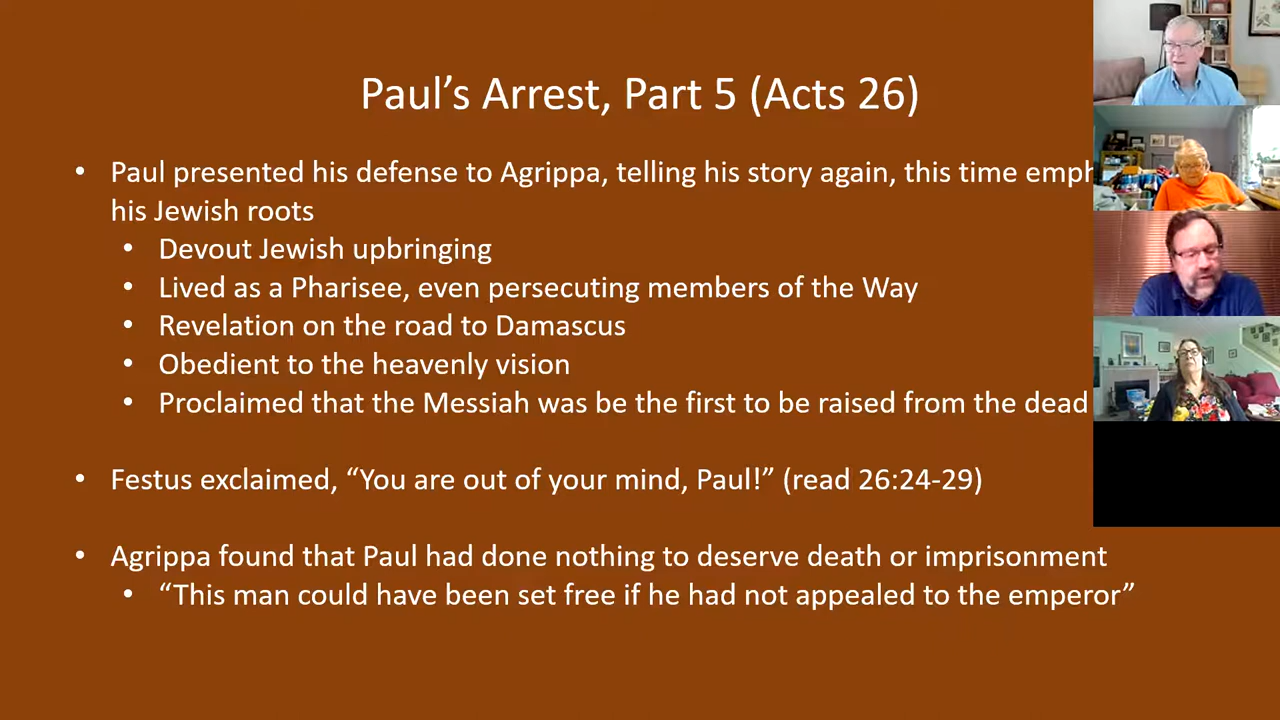 Paul’s Arrest, Part 5 (Acts 26)
• Paul presented his defense to Agrippa, telling his story again, this time
his Jewish roots
• Devout Jewish upbringing
• Lived as a Pharisee, even persecuting members of the Way
• Revelation on the road to Damascus
• Obedient to the heavenly vision
• Proclaimed that the Messiah was be the first to be raised from the dead
• Festus exclaimed, “You are out of your mind, Paul!” (read 26:24-29)
• Agrippa found that Paul had done nothing to deserve death or imprisonment
• “This man could have been set free if he had not appealed to the emperor”